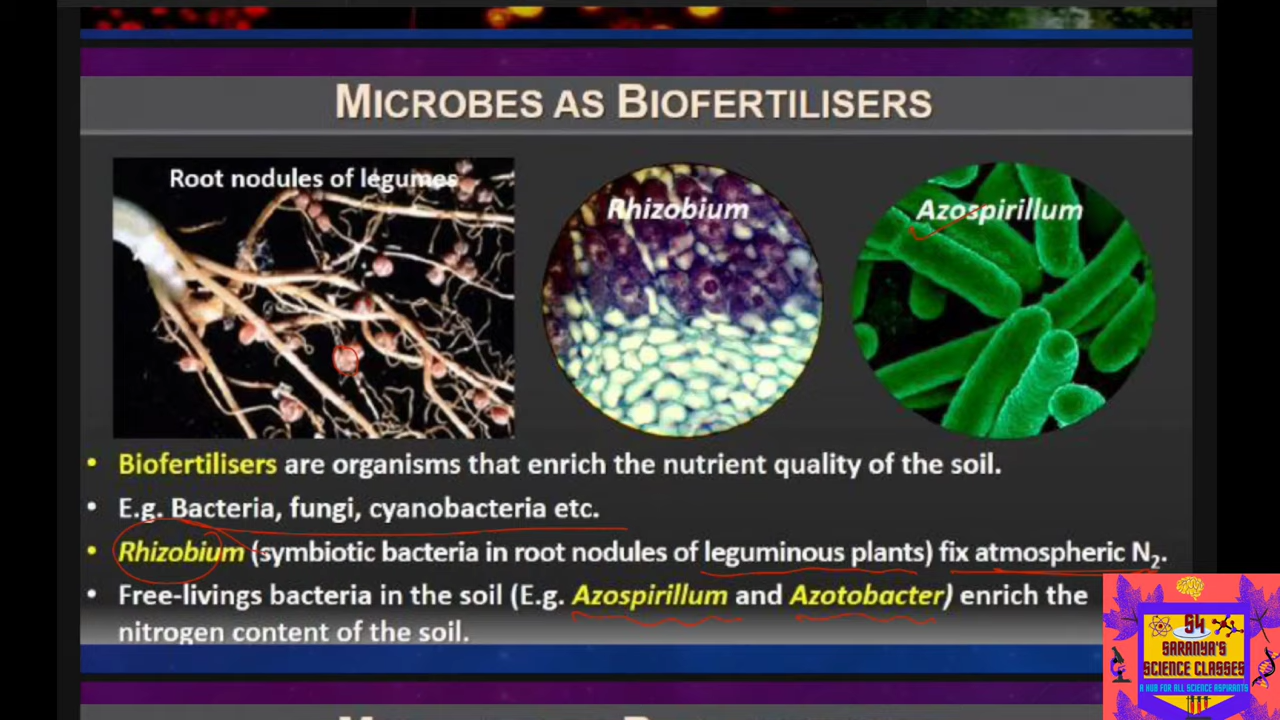 MICROBES AS BIOFERTILISERS
Root nodules of legumes
Rhizobium
Azospirillum
• Biofertilisers are organisms that enrich the nutrient quality of the soil.
• E.g. Bacteria, fungi, cyanobacteria etc.
• Rhizobium (symbiotic bacteria in root nodules of leguminous plants) fix atmospheric N₂.
• Free-livings bacteria in the soil (E.g. Azospirillum and Azotobacter) enrich the
nitrogen content of the soil.
S4
SARANYA'S
SCIENCE CLASSES
A HUB FOR ALL SCIENCE ASPIRANTS